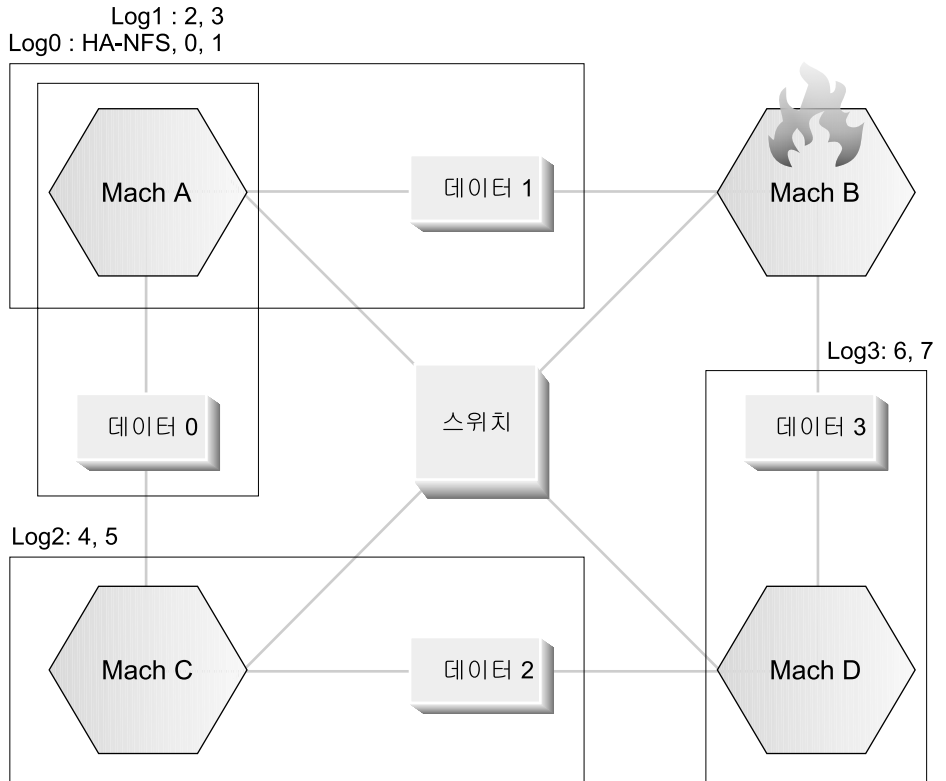 Log1 : 2, 3
Log0 : HA-NFS, 0, 1
Mach A
데이터 1
Mach B
Log3: 6, 7
데이터 0
스위치
데이터 3
Log2: 4, 5
Mach C
데이터 2
Mach D